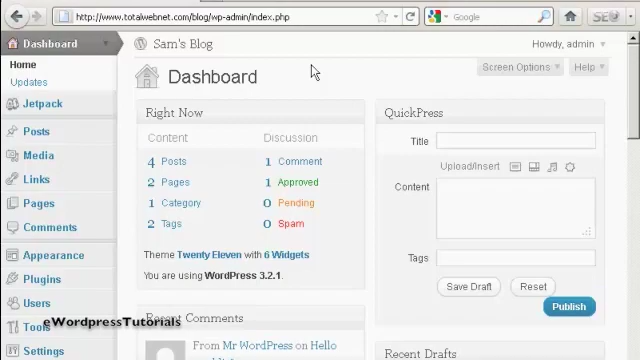 http://www.totalwebnet.com/blog/wp-admin/index.php
Google
SEO
Dashboard
Sam's Blog
Howdy, admin
Home
Updates
Dashboard
Screen Options
Help
Jetpack
Posts
Media
Links
Pages
Comments
Appearance
Plugins
Users
Tools
Settings
eWordpressTutorials
Right Now
Content
Discussion
4 Posts
1 Comment
2 Pages
1 Approved
1 Category
0 Pending
2 Tags
0 Spam
Theme Twenty Eleven with 6 Widgets
You are using WordPress 3.2.1.
Recent Comments
From Mr WordPress on Hello
QuickPress
Title
Upload/Insert
Content
Tags
Save Draft
Reset
Publish
Recent Drafts